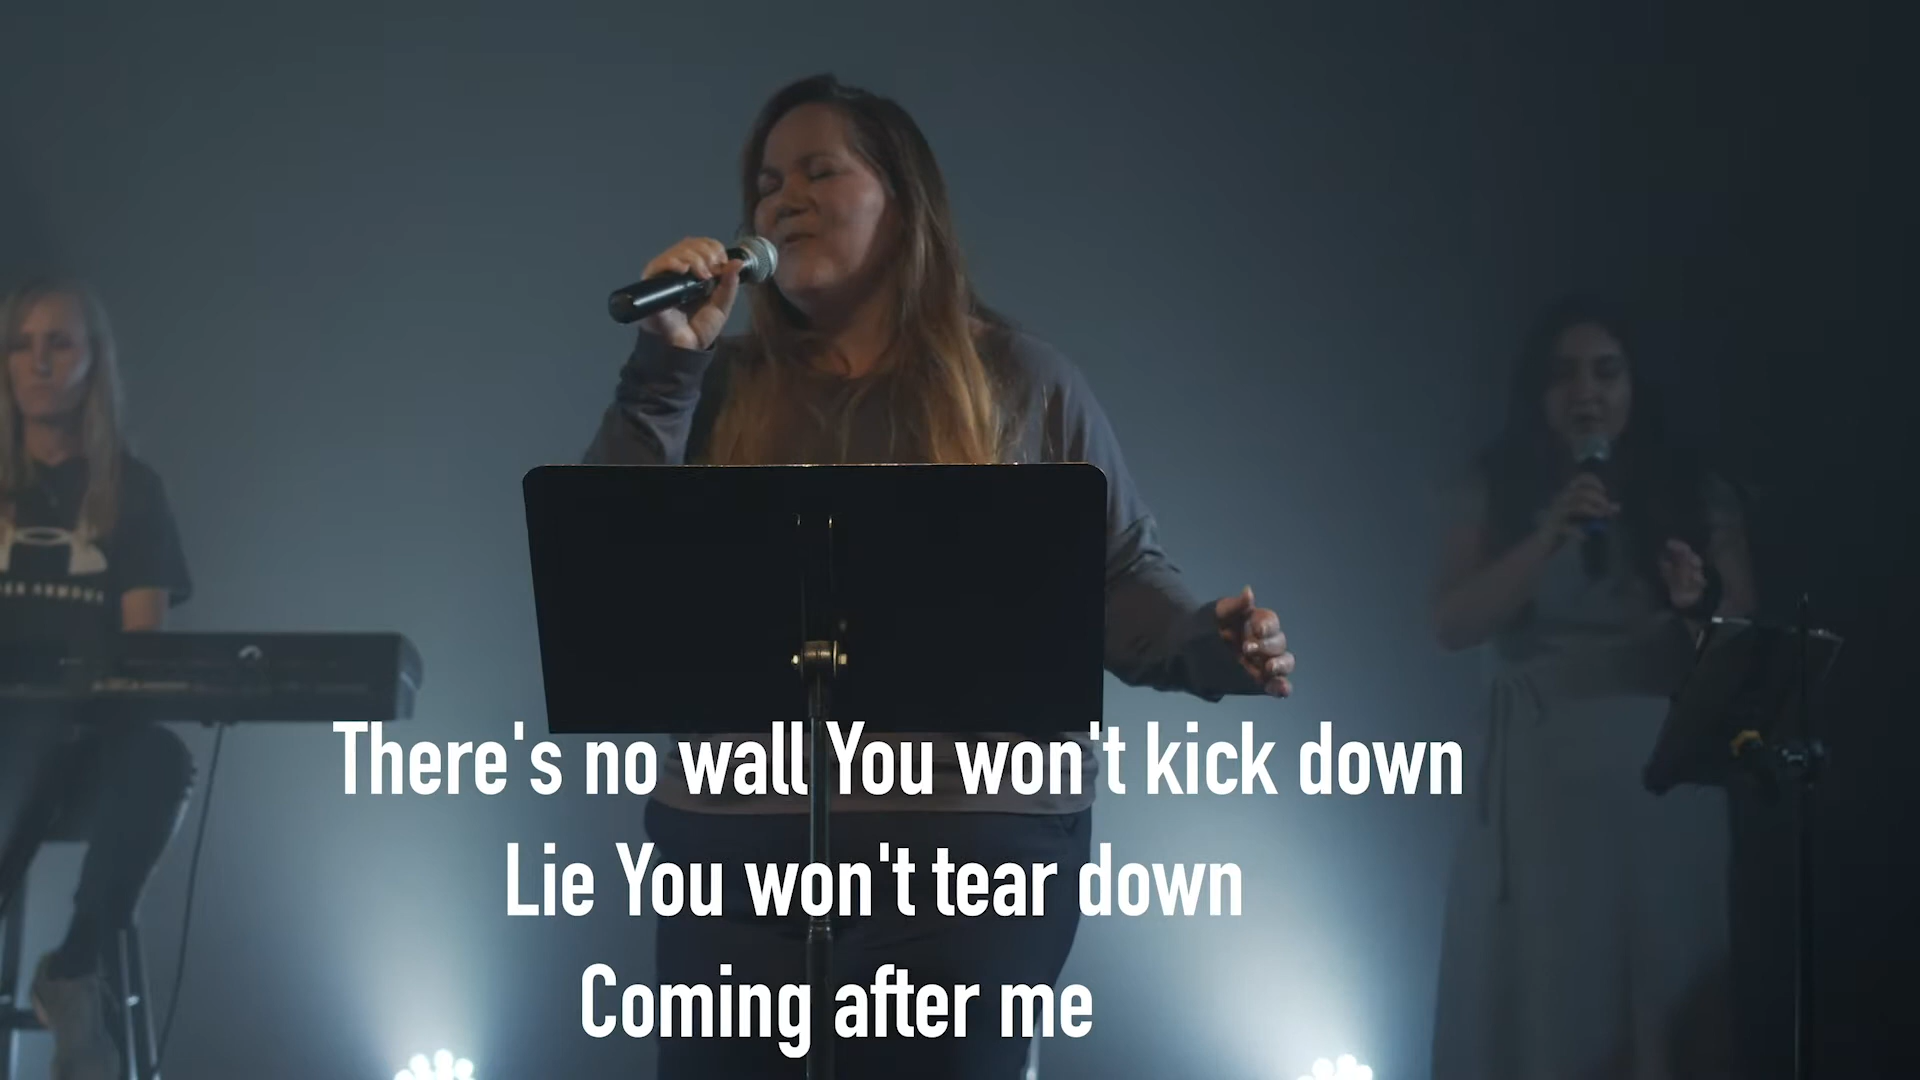 There's no wall You won't kick down
Lie You won't tear down
Coming after me